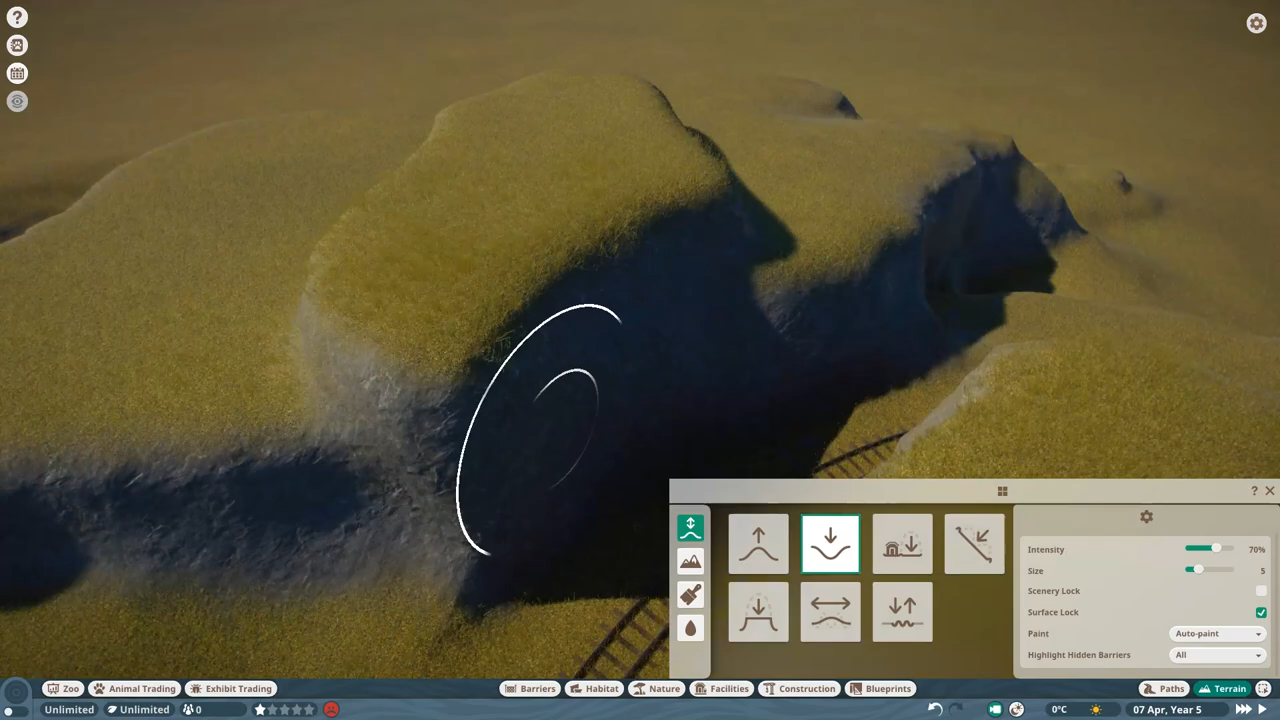 ?
? ×
Intensity 70%
Size 5
Scenery Lock
Surface Lock
Paint Auto-paint
Highlight Hidden Barriers All
Zoo Animal Trading Exhibit Trading Barriers Habitat Nature Facilities Construction Blueprints Paths Terrain
Unlimited Unlimited 0 0°C 07 Apr, Year 5